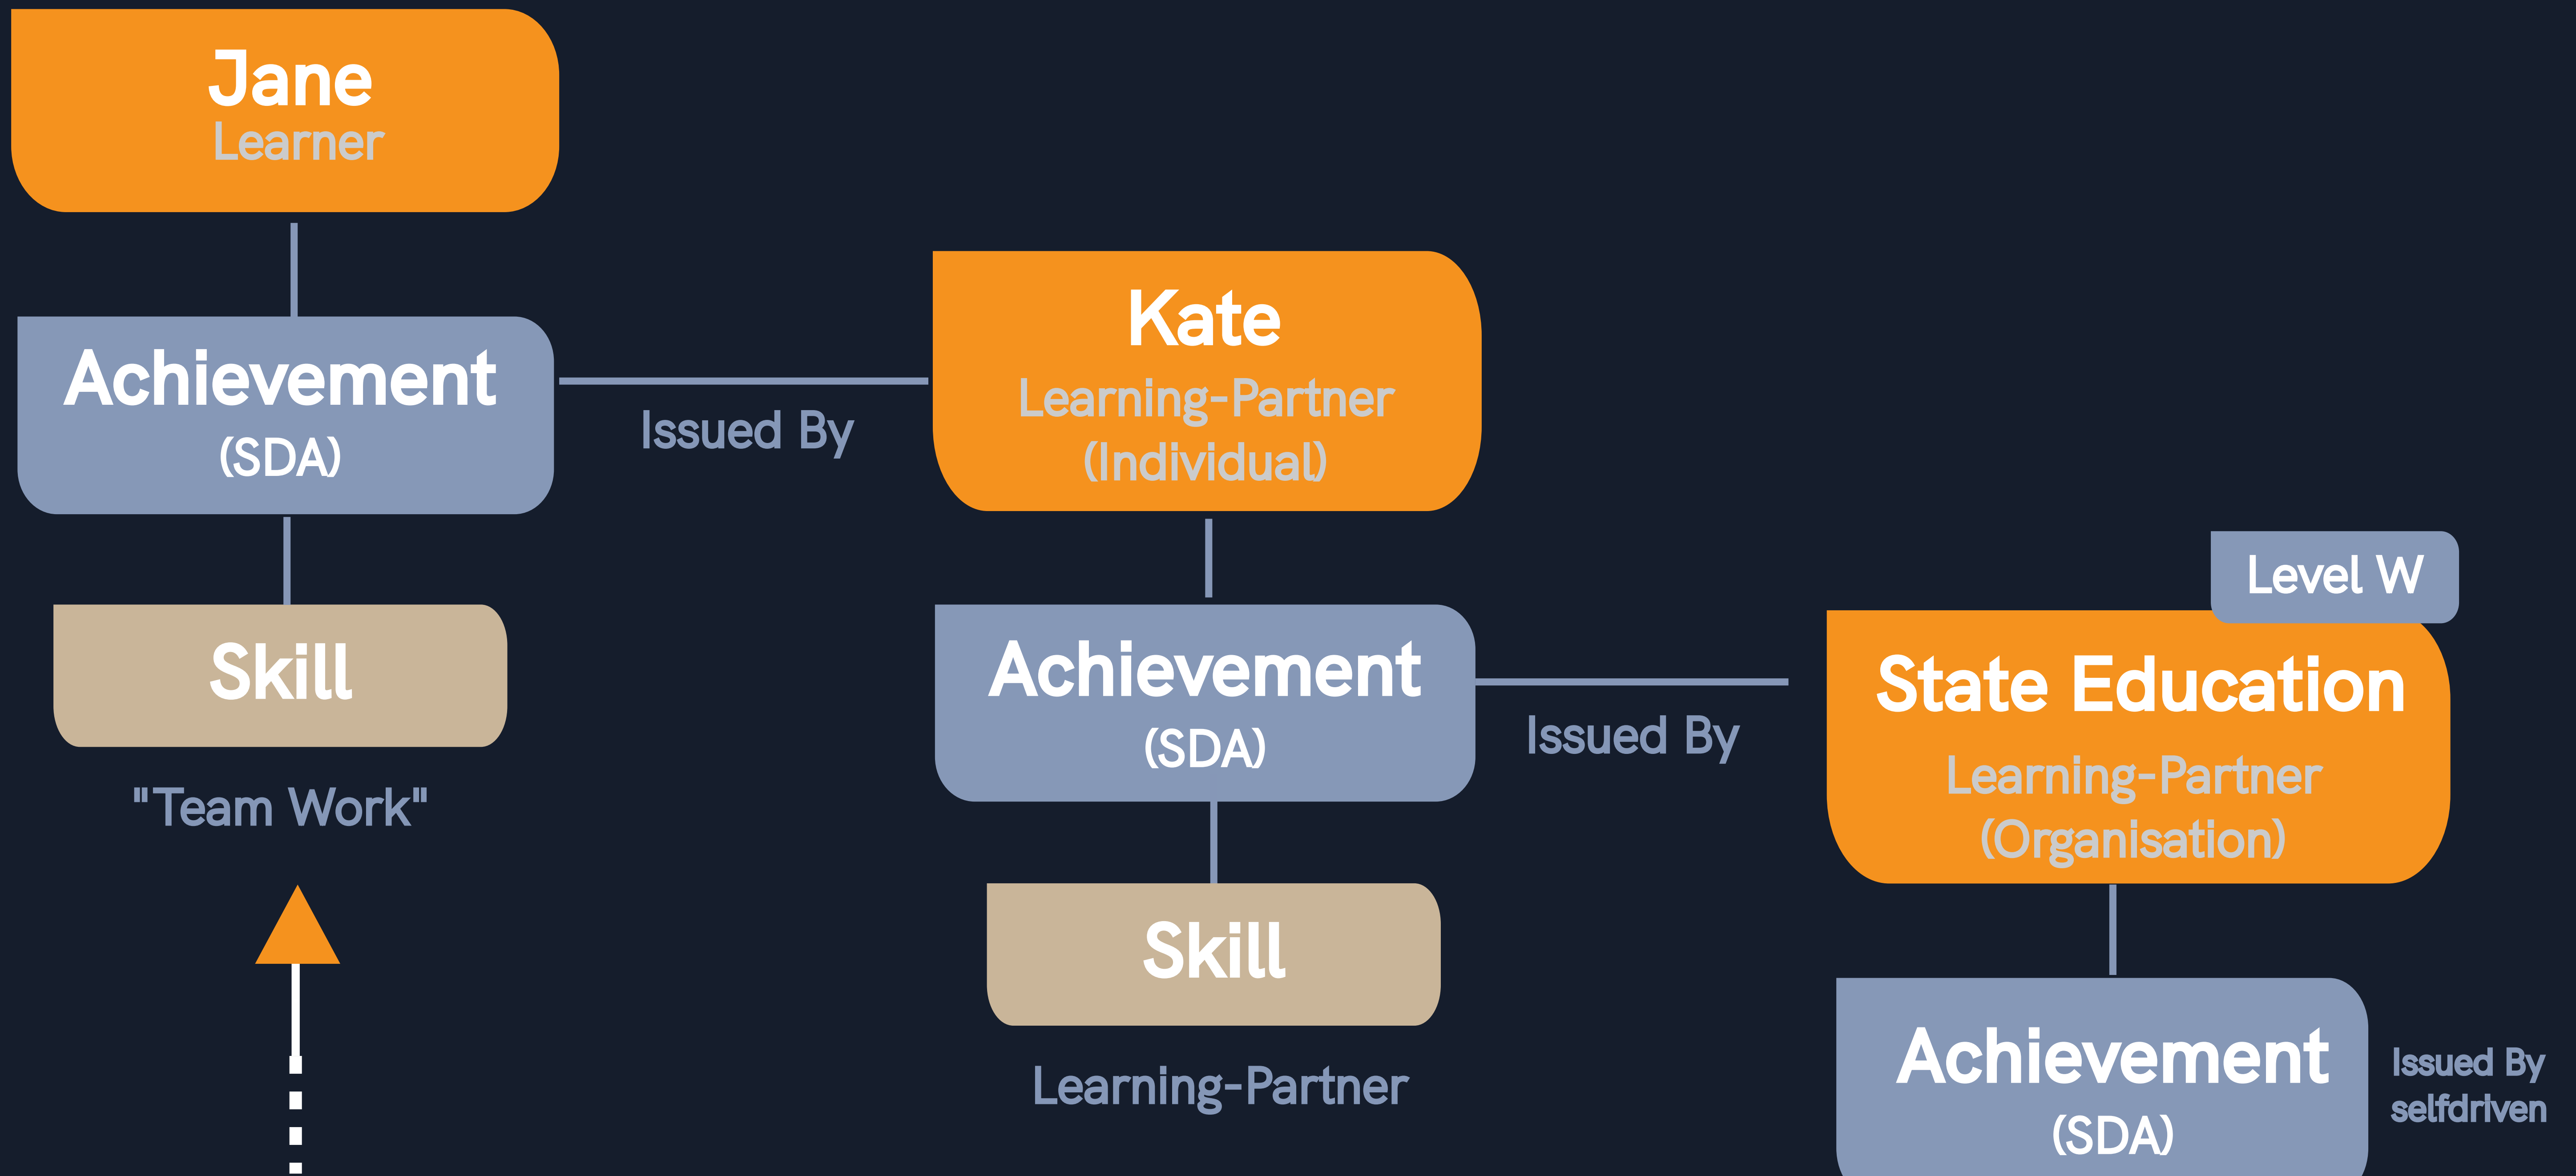 Jane
Learner
Achievement
(SDA)
Issued By
Skill
"Team Work"
Kate
Learning-Partner
(Individual)
Achievement
(SDA)
Issued By
Skill
Learning-Partner
Level W
State Education
Learning-Partner
(Organisation)
Achievement
(SDA)
Issued By
selfdriven